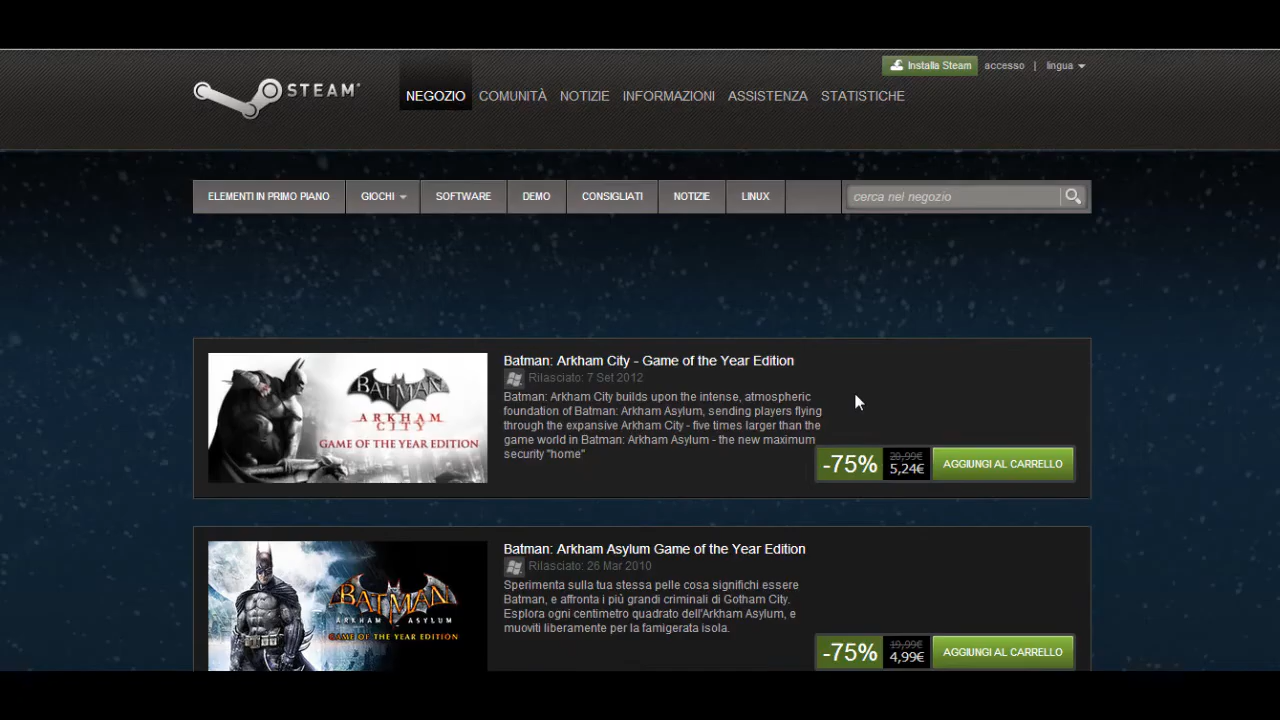 Installa Steam accesso | lingua
STEAM®
NEGOZIO COMUNITÀ NOTIZIE INFORMAZIONI ASSISTENZA STATISTICHE
ELEMENTI IN PRIMO PIANO GIOCHI SOFTWARE DEMO CONSIGLIATI NOTIZIE LINUX cerca nel negozio
BATMAN
ARKHAM
CITY
GAME OF THE YEAR EDITION
Batman: Arkham City - Game of the Year Edition
Rilasciato: 7 Set 2012
Batman: Arkham City builds upon the intense, atmospheric
foundation of Batman: Arkham Asylum, sending players flying
through the expansive Arkham City - five times larger than the
game world in Batman: Arkham Asylum - the new maximum
security "home"
-75% 20,99€ 5,24€ AGGIUNGI AL CARRELLO
BATMAN
ARKHAM ASYLUM
GAME OF THE YEAR EDITION
Batman: Arkham Asylum Game of the Year Edition
Rilasciato: 26 Mar 2010
Sperimenta sulla tua stessa pelle cosa significhi essere
Batman, e affronta i più grandi criminali di Gotham City.
Esplora ogni centimetro quadrato dell'Arkham Asylum, e
muoviti liberamente per la famigerata isola.
-75% 19,99€ 4,99€ AGGIUNGI AL CARRELLO